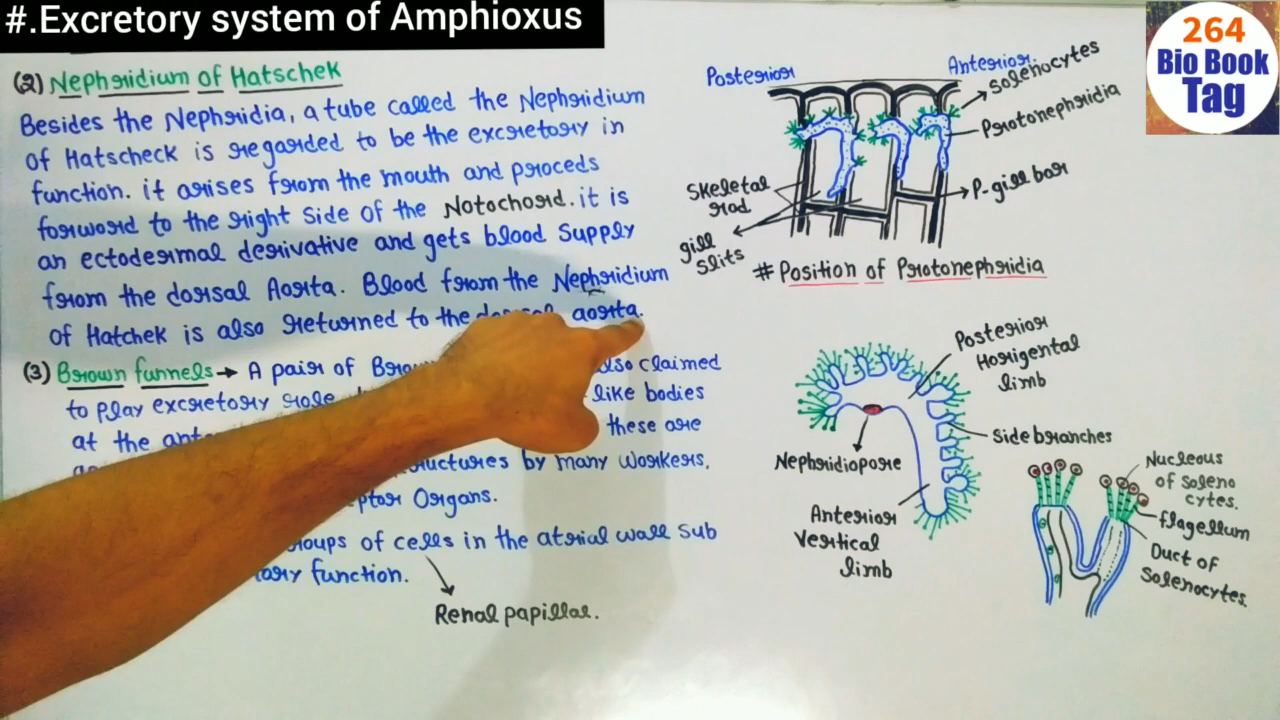 #.Excretory system of Amphioxus
264
Bio Book
Tag
(2) Nephridium of Hatschek
Besides the Nephridia, a tube called the Nephridium
of Hatscheck is regarded to be the excretory in
function. it arises from the mouth and proceds
forword to the right side of the Notochord. it is
an ectodermal derivative and gets blood Supply
from the dorsal Aorta. Blood from the Nephridium
of Hatchek is also returned to the aorta.
(3) Brown funnels → A pair of also claimed
to play excretory role like bodies
at the these are
by many workers.
Organs.
of cells in the atrial wall sub
function.
Renal papillae.
Posterior
Anterior
Solenocytes
Protonephridia
P-gill bar
Skeletal
rod
gill
slits
# Position of Protonephridia
Posterior
Horigental
limb
Side branches
Nephridiopore
Anterior
Vertical
limb
Nucleous
of soleno
cytes.
flagellum
Duct of
Solenocytes.